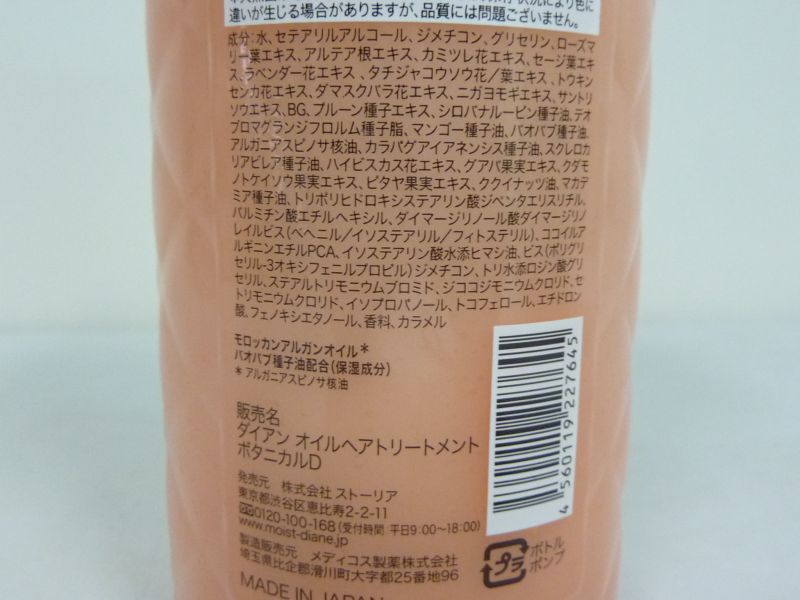 違いが生じる場合がありますが、品質には問題ございません。
成分:水、セテアリルアルコール、ジメチコン、グリセリン、ローズマ
リー葉エキス、アルテア根エキス、カミツレ花エキス、セージ葉エキ
ス、ラベンダー花エキス、タチジャコウソウ花/葉エキス、トウキン
センカ花エキス、ダマスクバラ花エキス、ニガヨモギエキス、サントリ
ソウエキス、BG、プルーン種子エキス、シロバナルーピン種子油、テオ
ブロマグランジフロルム種子脂、マンゴー種子油、バオバブ種子油、
アルガニアスピノサ核油、カラパグアイアネンシス種子油、スクレロカ
リアビレア種子油、ハイビスカス花エキス、グアバ果実エキス、クダモ
ノトケイソウ果実エキス、ピタヤ果実エキス、ククイナッツ油、マカデ
ミア種子油、トリポリヒドロキシステアリン酸ジペンタエリスリチル、
パルミチン酸エチルヘキシル、ダイマージリノール酸ダイマージリノ
レイルビス(ベヘニル/イソステアリル/フィトステリル)、ココイルア
ルギニンエチルPCA、イソステアリン酸水添ヒマシ油、ビス(ポリグリ
セリル-3オキシフェニルプロピル)ジメチコン、トリ水添ロジン酸グリ
セリル、ステアルトリモニウムブロミド、ジココジモニウムクロリド、セ
トリモニウムクロリド、イソプロパノール、トコフェロール、エチドロン
酸、フェノキシエタノール、香料、カラメル
モロッカンアルガンオイル*
バオバブ種子油配合(保湿成分)
*アルガニアスピノサ核油
販売名
ダイアン オイルヘアトリートメント
ボタニカルD
発売元 株式会社 ストーリア
東京都渋谷区恵比寿2-2-11
0120-100-168(受付時間:平日9:00〜18:00)
www.moist-diane.jp
製造販売元 メディコス製薬株式会社
埼玉県比企郡滑川町大字都25番地96
MADE IN JAPAN
4 560119 227645
プラ
ボトル
ポンプ